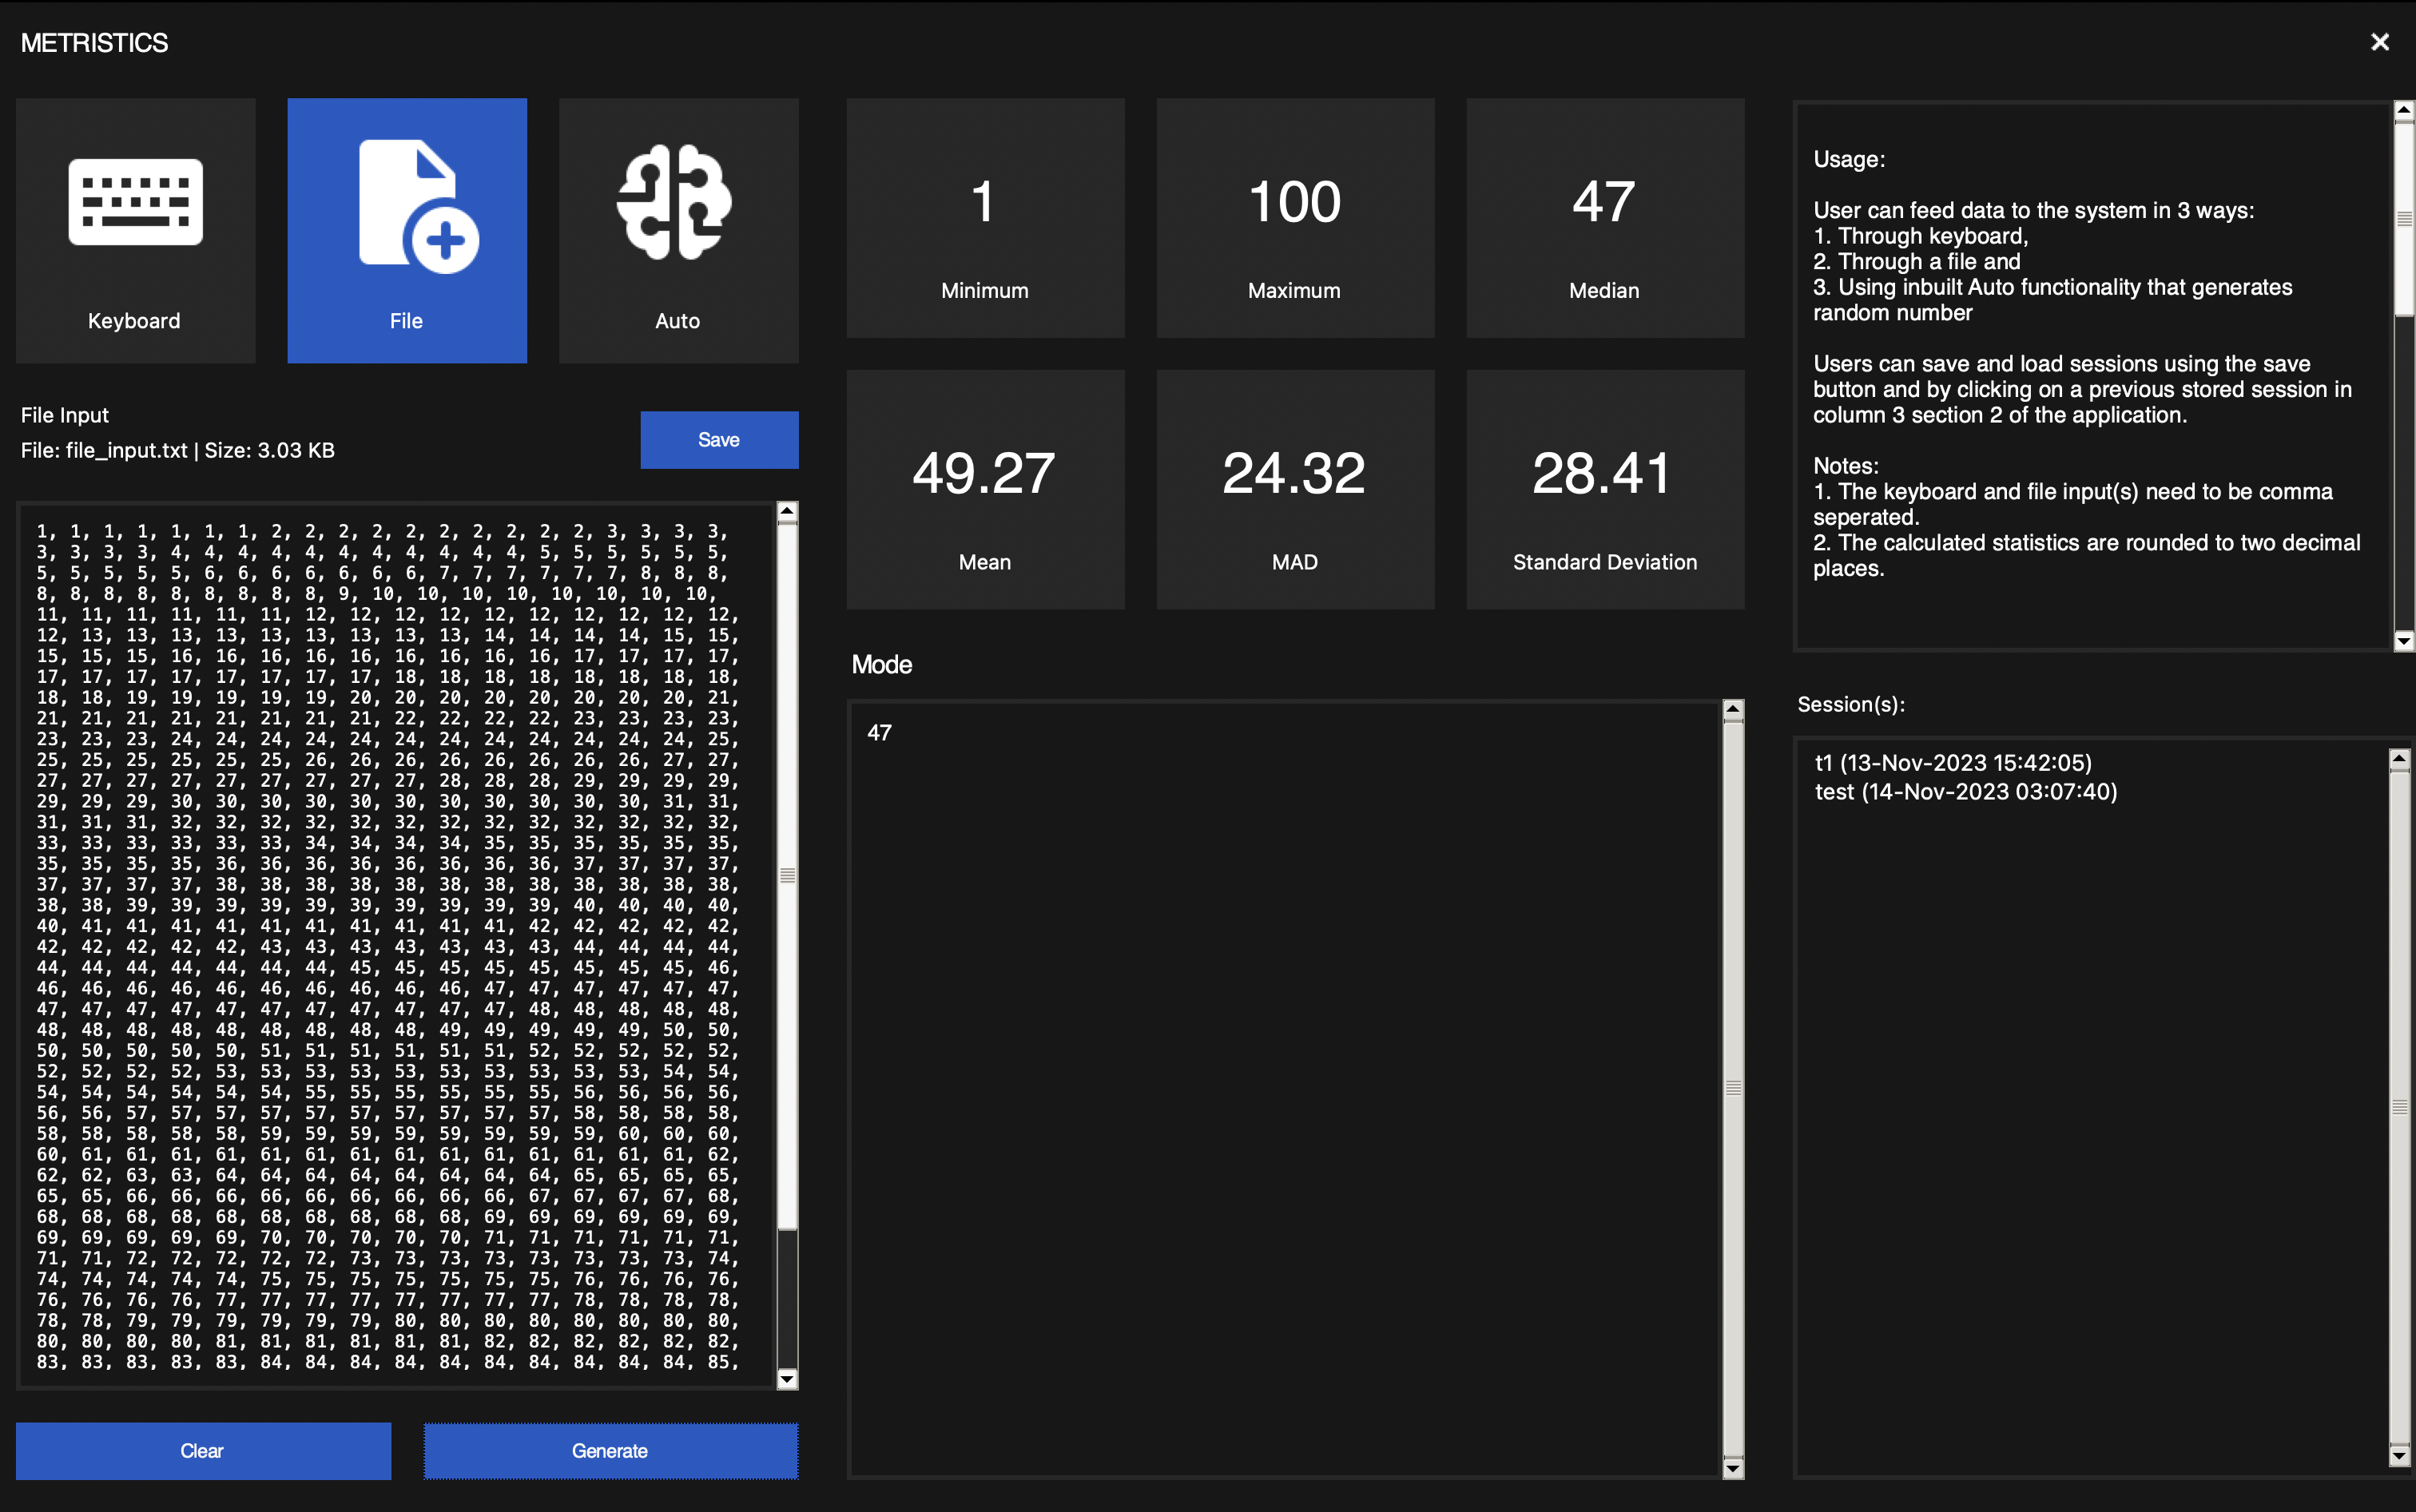 METRISTICS
Keyboard
File
Auto
File Input
File: file_input.txt | Size: 3.03 KB
Save
1, 1, 1, 1, 1, 1, 1, 2, 2, 2, 2, 2, 2, 2, 2, 2, 2, 3, 3, 3, 3,
3, 3, 3, 3, 4, 4, 4, 4, 4, 4, 4, 4, 4, 4, 4, 5, 5, 5, 5, 5, 5,
5, 5, 5, 5, 5, 6, 6, 6, 6, 6, 6, 6, 7, 7, 7, 7, 7, 7, 8, 8, 8,
8, 8, 8, 8, 8, 8, 8, 8, 8, 9, 10, 10, 10, 10, 10, 10, 10, 10,
11, 11, 11, 11, 11, 11, 12, 12, 12, 12, 12, 12, 12, 12, 12, 12,
12, 13, 13, 13, 13, 13, 13, 13, 13, 13, 14, 14, 14, 14, 15, 15,
15, 15, 15, 16, 16, 16, 16, 16, 16, 16, 16, 16, 17, 17, 17, 17,
17, 17, 17, 17, 17, 17, 17, 17, 18, 18, 18, 18, 18, 18, 18, 18,
18, 18, 19, 19, 19, 19, 19, 20, 20, 20, 20, 20, 20, 20, 20, 21,
21, 21, 21, 21, 21, 21, 21, 21, 22, 22, 22, 22, 23, 23, 23, 23,
23, 23, 23, 24, 24, 24, 24, 24, 24, 24, 24, 24, 24, 24, 24, 25,
25, 25, 25, 25, 25, 25, 26, 26, 26, 26, 26, 26, 26, 26, 27, 27,
27, 27, 27, 27, 27, 27, 27, 27, 27, 28, 28, 28, 29, 29, 29, 29,
29, 29, 29, 30, 30, 30, 30, 30, 30, 30, 30, 30, 30, 30, 31, 31,
31, 31, 31, 32, 32, 32, 32, 32, 32, 32, 32, 32, 32, 32, 32, 32,
33, 33, 33, 33, 33, 33, 34, 34, 34, 34, 35, 35, 35, 35, 35, 35,
35, 35, 35, 35, 36, 36, 36, 36, 36, 36, 36, 36, 37, 37, 37, 37,
37, 37, 37, 37, 38, 38, 38, 38, 38, 38, 38, 38, 38, 38, 38, 38,
38, 38, 39, 39, 39, 39, 39, 39, 39, 39, 39, 39, 40, 40, 40, 40,
40, 41, 41, 41, 41, 41, 41, 41, 41, 41, 41, 42, 42, 42, 42, 42,
42, 42, 42, 42, 42, 43, 43, 43, 43, 43, 43, 43, 44, 44, 44, 44,
44, 44, 44, 44, 44, 44, 44, 45, 45, 45, 45, 45, 45, 45, 45, 46,
46, 46, 46, 46, 46, 46, 46, 46, 46, 46, 47, 47, 47, 47, 47, 47,
47, 47, 47, 47, 47, 47, 47, 47, 47, 47, 47, 48, 48, 48, 48, 48,
48, 48, 48, 48, 48, 48, 48, 48, 48, 49, 49, 49, 49, 49, 50, 50,
50, 50, 50, 50, 50, 51, 51, 51, 51, 51, 51, 52, 52, 52, 52, 52,
52, 52, 52, 52, 53, 53, 53, 53, 53, 53, 53, 53, 53, 53, 54, 54,
54, 54, 54, 54, 54, 54, 55, 55, 55, 55, 55, 55, 56, 56, 56, 56,
56, 56, 57, 57, 57, 57, 57, 57, 57, 57, 57, 57, 58, 58, 58, 58,
58, 58, 58, 58, 58, 59, 59, 59, 59, 59, 59, 59, 59, 60, 60, 60,
60, 61, 61, 61, 61, 61, 61, 61, 61, 61, 61, 61, 61, 61, 61, 62,
62, 62, 63, 63, 64, 64, 64, 64, 64, 64, 64, 64, 65, 65, 65, 65,
65, 65, 66, 66, 66, 66, 66, 66, 66, 66, 66, 67, 67, 67, 67, 68,
68, 68, 68, 68, 68, 68, 68, 68, 68, 68, 69, 69, 69, 69, 69, 69,
69, 69, 69, 69, 69, 70, 70, 70, 70, 70, 71, 71, 71, 71, 71, 71,
71, 71, 72, 72, 72, 72, 72, 73, 73, 73, 73, 73, 73, 73, 73, 74,
74, 74, 74, 74, 74, 75, 75, 75, 75, 75, 75, 75, 76, 76, 76, 76,
76, 76, 76, 76, 77, 77, 77, 77, 77, 77, 77, 77, 78, 78, 78, 78,
78, 78, 79, 79, 79, 79, 79, 79, 80, 80, 80, 80, 80, 80, 80, 80,
80, 80, 80, 80, 81, 81, 81, 81, 81, 81, 82, 82, 82, 82, 82, 82,
83, 83, 83, 83, 83, 84, 84, 84, 84, 84, 84, 84, 84, 84, 84, 85,
Clear
Generate
1
Minimum
100
Maximum
47
Median
49.27
Mean
24.32
MAD
28.41
Standard Deviation
Mode
47
Usage:
User can feed data to the system in 3 ways:
1. Through keyboard,
2. Through a file and
3. Using inbuilt Auto functionality that generates
random number
Users can save and load sessions using the save
button and by clicking on a previous stored session in
column 3 section 2 of the application.
Notes:
1. The keyboard and file input(s) need to be comma
seperated.
2. The calculated statistics are rounded to two decimal
places.
Session(s):
t1 (13-Nov-2023 15:42:05)
test (14-Nov-2023 03:07:40)